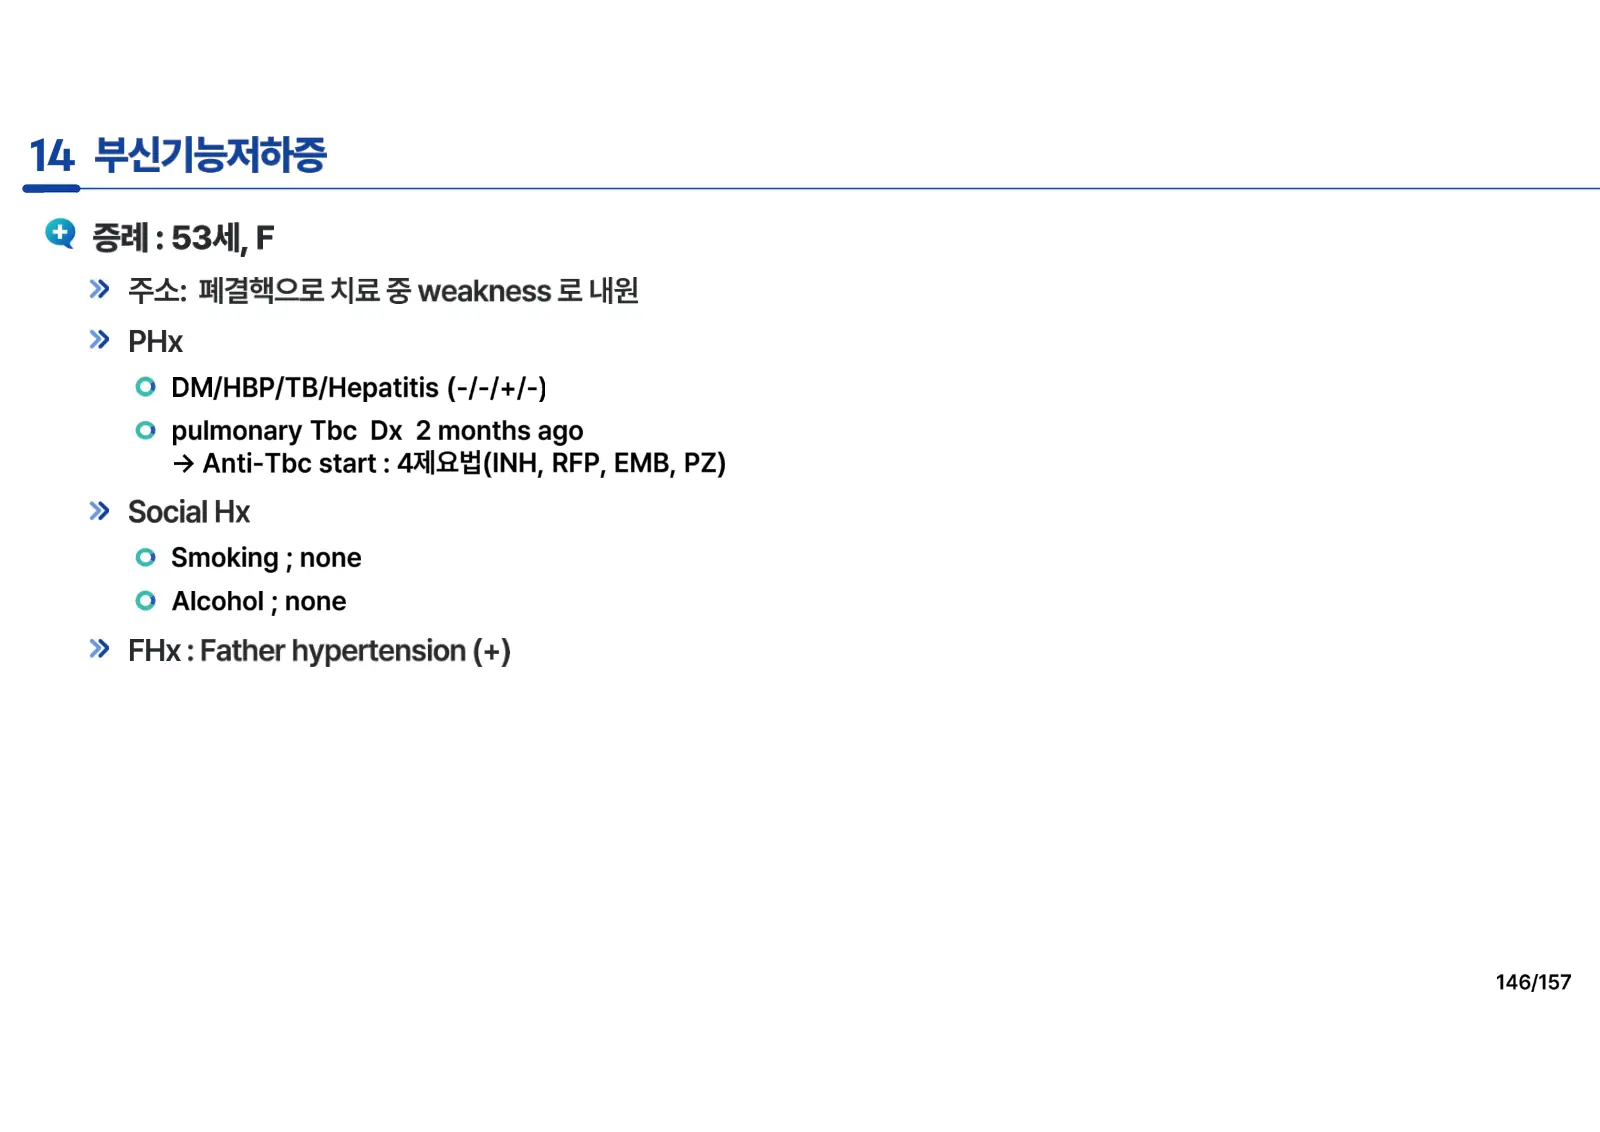 14 부신기능저하증
증례 : 53세, F
주소: 폐결핵으로 치료 중 weakness 로 내원
PHx
DM/HBP/TB/Hepatitis (-/-/+/-)
pulmonary Tbc Dx 2 months ago
→ Anti-Tbc start : 4제요법(INH, RFP, EMB, PZ)
Social Hx
Smoking ; none
Alcohol ; none
FHx : Father hypertension (+)
146/157